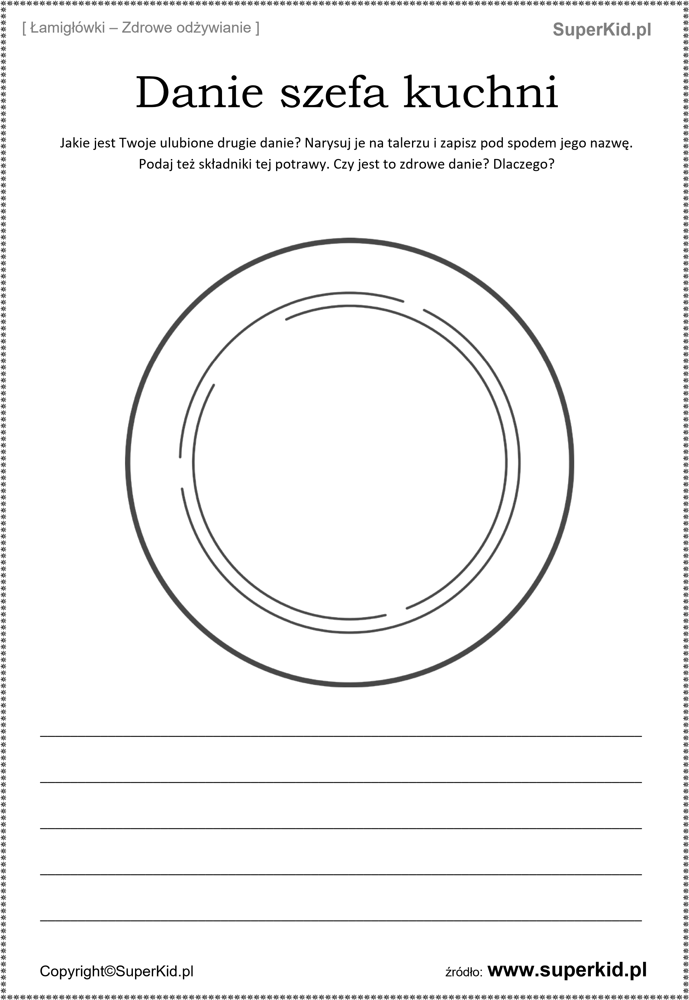 [ Łamigłówki – Zdrowe odżywianie ]
SuperKid.pl
Danie szefa kuchni
Jakie jest Twoje ulubione drugie danie? Narysuj je na talerzu i zapisz pod spodem jego nazwę.
Podaj też składniki tej potrawy. Czy jest to zdrowe danie? Dlaczego?
Copyright©SuperKid.pl
źródło: www.superkid.pl